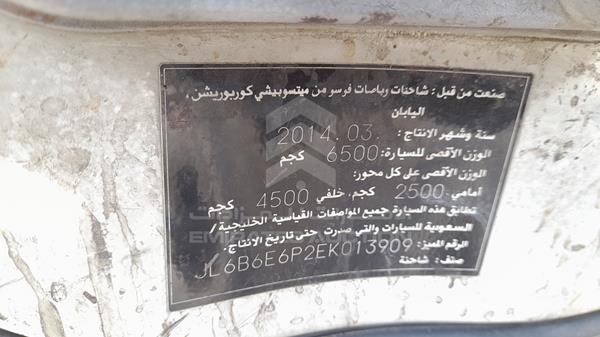 صنعت من قبل: شاحنات وباصات فوسو من ميتسوبيشي كوربوريشن،
اليابان
سنة وشهر الانتاج: 2014.03.
الوزن الأقصى للسيارة: 6500 كجم
الوزن الأقصى على كل محور:
أمامي 2500 كجم، خلفي 4500 كجم
تطابق هذه السيارة جميع المواصفات القياسية الخليجية/
السعودية للسيارات والتي صدرت حتى تاريخ الانتاج.
الرقم المميز: JL6B6E6P2EK013909
صنف: شاحنة